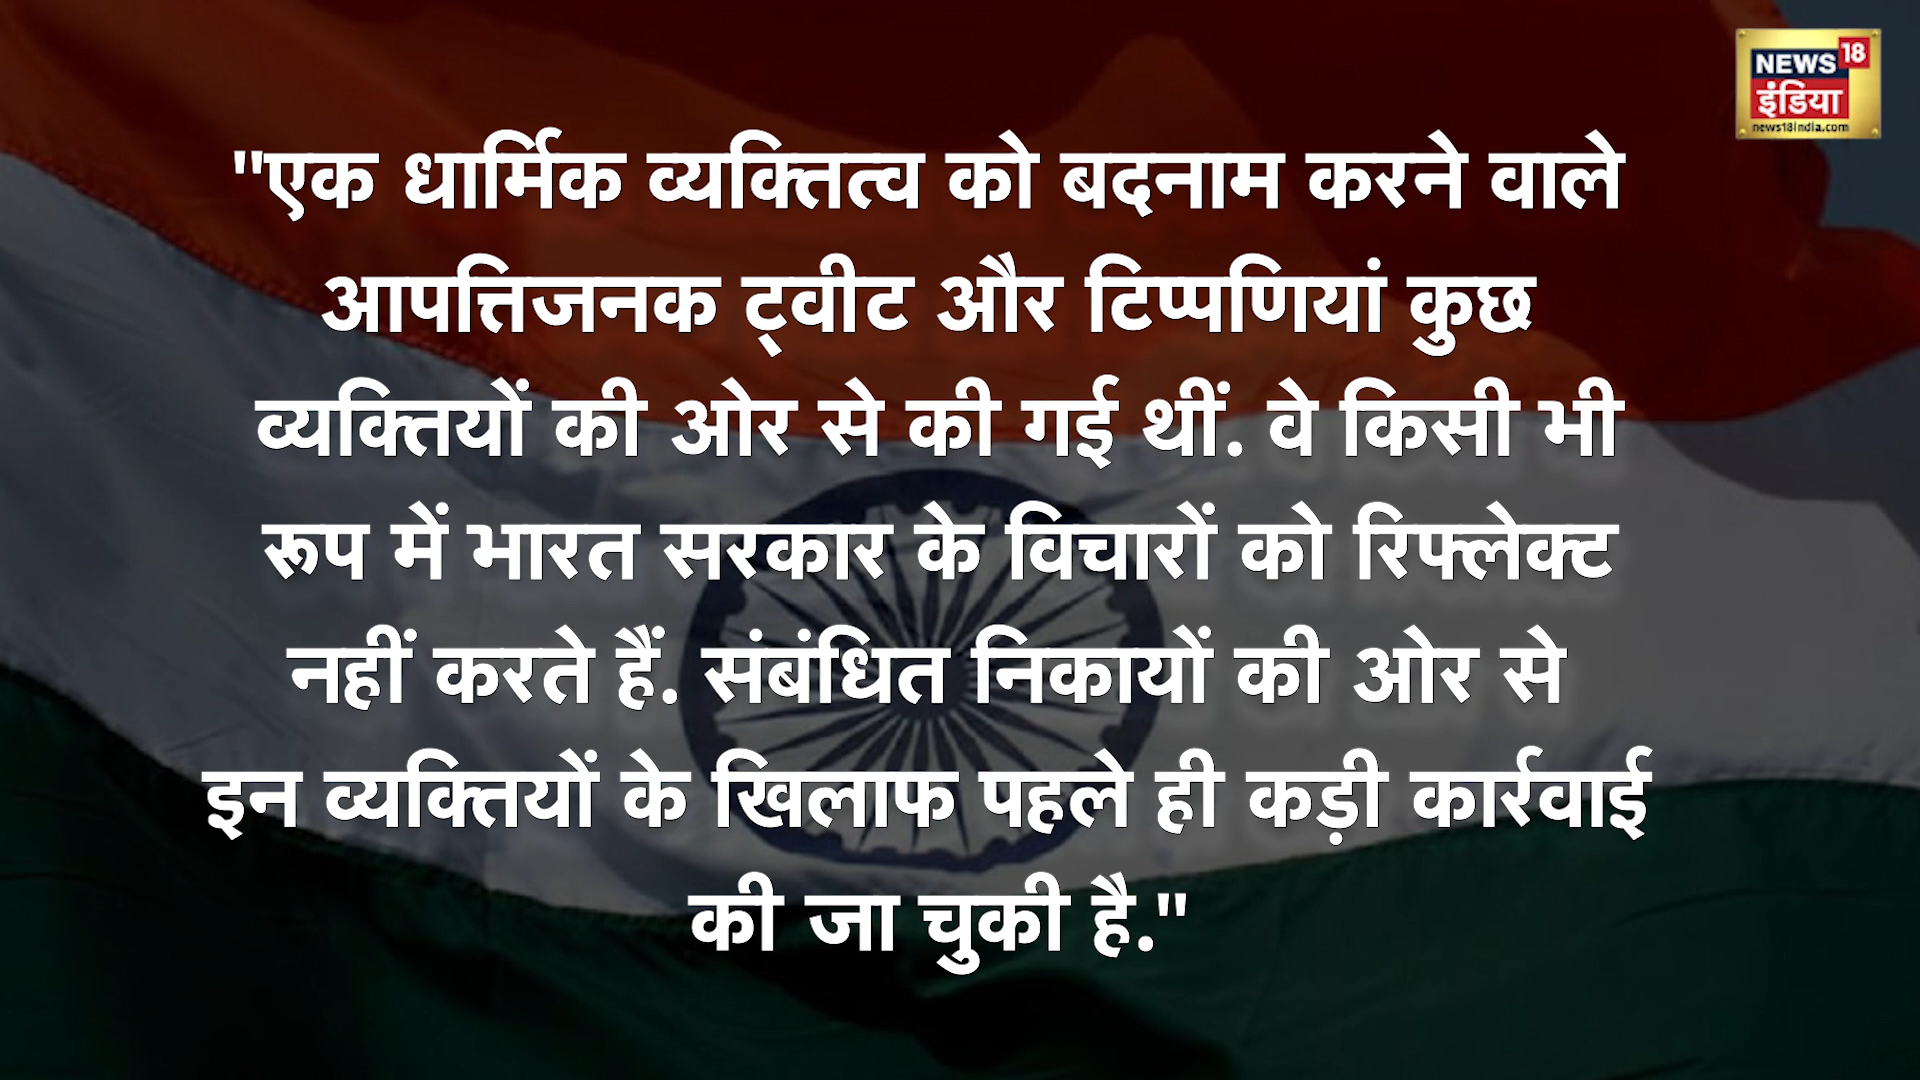 NEWS 18
इंडिया
news18india.com
"एक धार्मिक व्यक्तित्व को बदनाम करने वाले
आपत्तिजनक ट्वीट और टिप्पणियां कुछ
व्यक्तियों की ओर से की गई थीं. वे किसी भी
रूप में भारत सरकार के विचारों को रिफ्लेक्ट
नहीं करते हैं. संबंधित निकायों की ओर से
इन व्यक्तियों के खिलाफ पहले ही कड़ी कार्रवाई
की जा चुकी है."